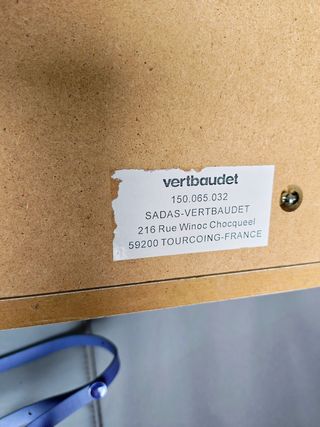 vertbaudet
150.065.032
SADAS-VERTBAUDET
216 Rue Winoc Chocqueel
59200 TOURCOING-FRANCE